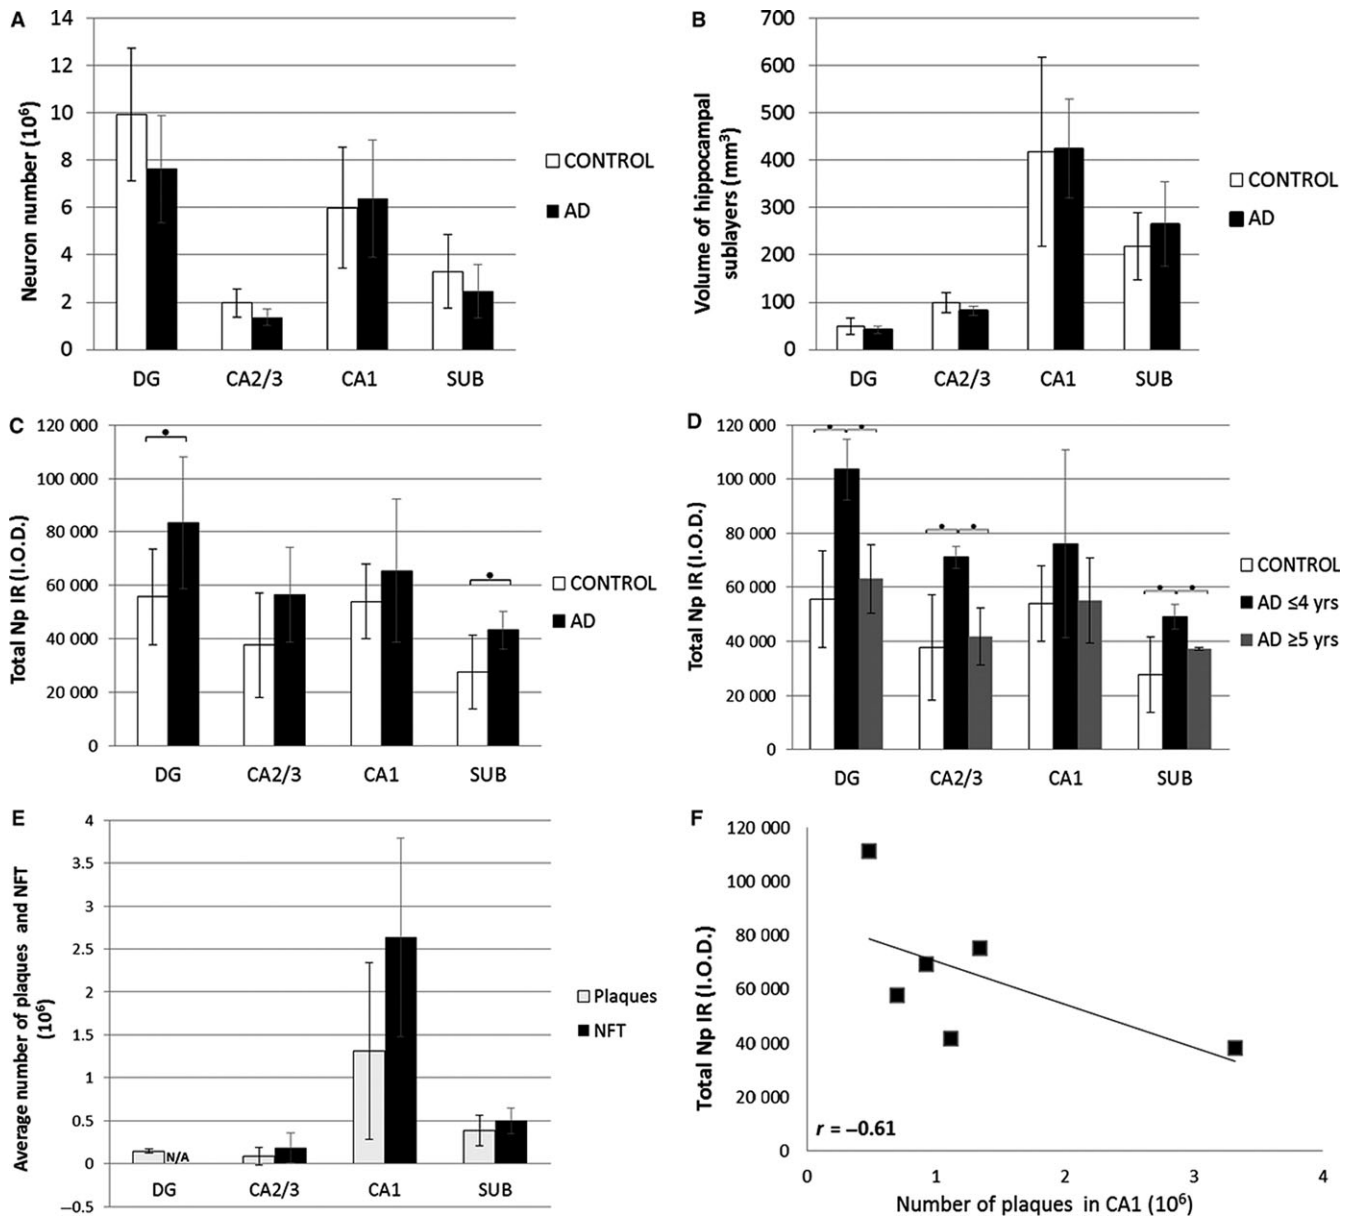 A
14
12
10
8
6
4
2
0
Neuron number (10⁶)
DG CA2/3 CA1 SUB
CONTROL
AD
B
700
600
500
400
300
200
100
0
Volume of hippocampal
sublayers (mm³)
DG CA2/3 CA1 SUB
CONTROL
AD
C
120 000
100 000
80 000
60 000
40 000
20 000
0
Total Np IR (I.O.D.)
DG CA2/3 CA1 SUB
CONTROL
AD
D
120 000
100 000
80 000
60 000
40 000
20 000
0
Total Np IR (I.O.D.)
DG CA2/3 CA1 SUB
CONTROL
AD ≤4 yrs
AD ≥5 yrs
E
4
3.5
3
2.5
2
1.5
1
0.5
0
–0.5
Average number of plaques and NFT
(10⁶)
N/A
DG CA2/3 CA1 SUB
Plaques
NFT
F
120 000
100 000
80 000
60 000
40 000
20 000
0
Total Np IR (I.O.D.)
r = –0.61
0 1 2 3 4
Number of plaques in CA1 (10⁶)